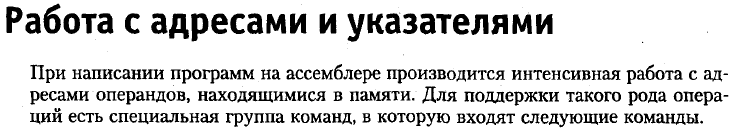 Работа с адресами и указателями
При написании программ на ассемблере производится интенсивная работа с ад-
ресами операндов, находящимися в памяти. Для поддержки такого рода опера-
ций есть специальная группа команд, в которую входят следующие команды.